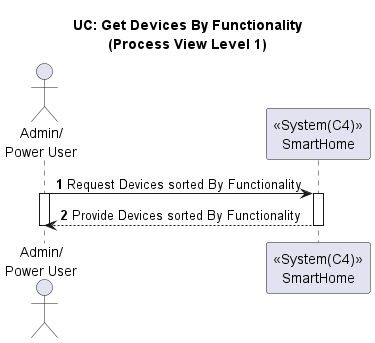 UC: Get Devices By Functionality
(Process View Level 1)
Admin/
Power User
«System(C4)»
SmartHome
1 Request Devices sorted By Functionality
2 Provide Devices sorted By Functionality
Admin/
Power User
«System(C4)»
SmartHome